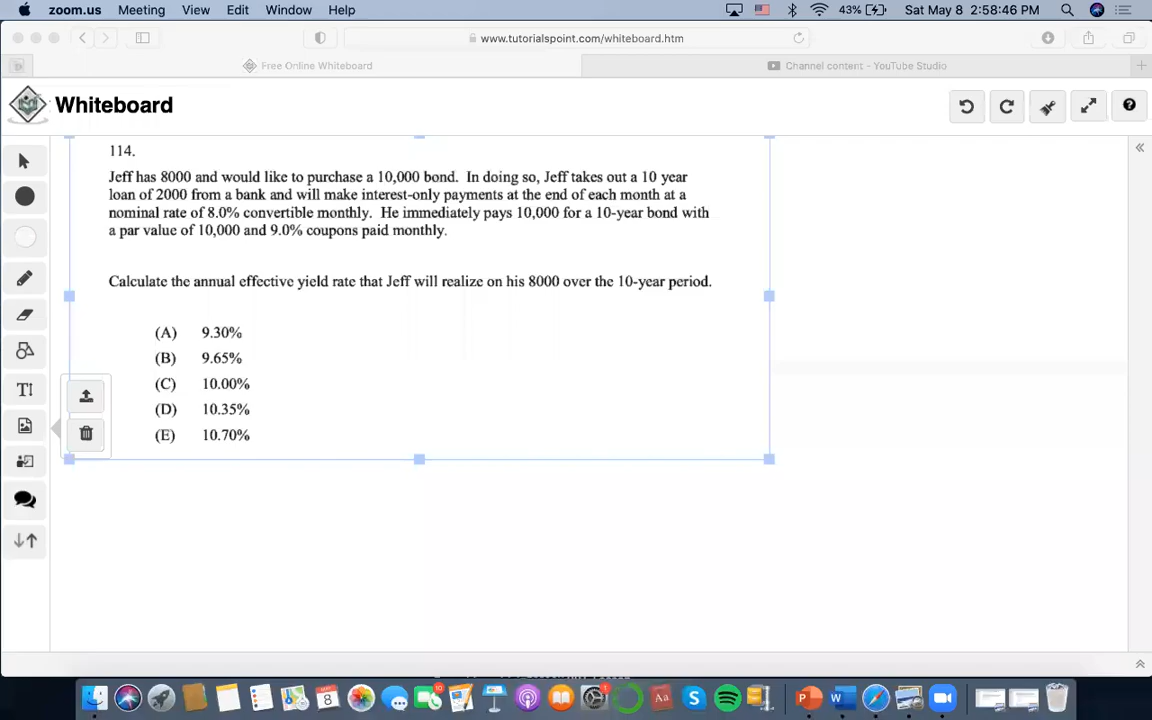 zoom.us Meeting View Edit Window Help 43% Sat May 8 2:58:46 PM
www.tutorialspoint.com/whiteboard.htm
Free Online Whiteboard Channel content - YouTube Studio
Whiteboard
114.
Jeff has 8000 and would like to purchase a 10,000 bond. In doing so, Jeff takes out a 10 year
loan of 2000 from a bank and will make interest-only payments at the end of each month at a
nominal rate of 8.0% convertible monthly. He immediately pays 10,000 for a 10-year bond with
a par value of 10,000 and 9.0% coupons paid monthly.
Calculate the annual effective yield rate that Jeff will realize on his 8000 over the 10-year period.
(A) 9.30%
(B) 9.65%
(C) 10.00%
(D) 10.35%
(E) 10.70%